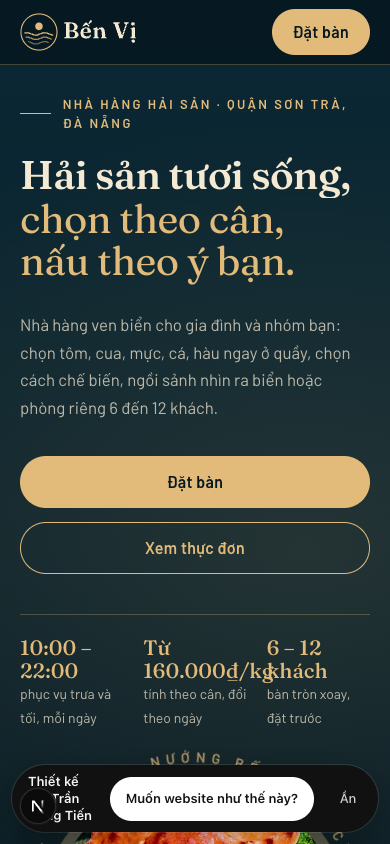 Bến Vị
Đặt bàn
NHÀ HÀNG HẢI SẢN · QUẬN SƠN TRÀ,
ĐÀ NẴNG
Hải sản tươi sống,
chọn theo cân,
nấu theo ý bạn.
Nhà hàng ven biển cho gia đình và nhóm bạn:
chọn tôm, cua, mực, cá, hàu ngay ở quầy, chọn
cách chế biến, ngồi sảnh nhìn ra biển hoặc
phòng riêng 6 đến 12 khách.
Đặt bàn
Xem thực đơn
10:00 –
22:00
phục vụ trưa và
tối, mỗi ngày
Từ
160.000₫/kg
tính theo cân, đổi
theo ngày
6 – 12
khách
bàn tròn xoay,
đặt trước
NƯỚNG
Thiết kế
Trần
Tiến
N
Muốn website như thế này?
Ẩn